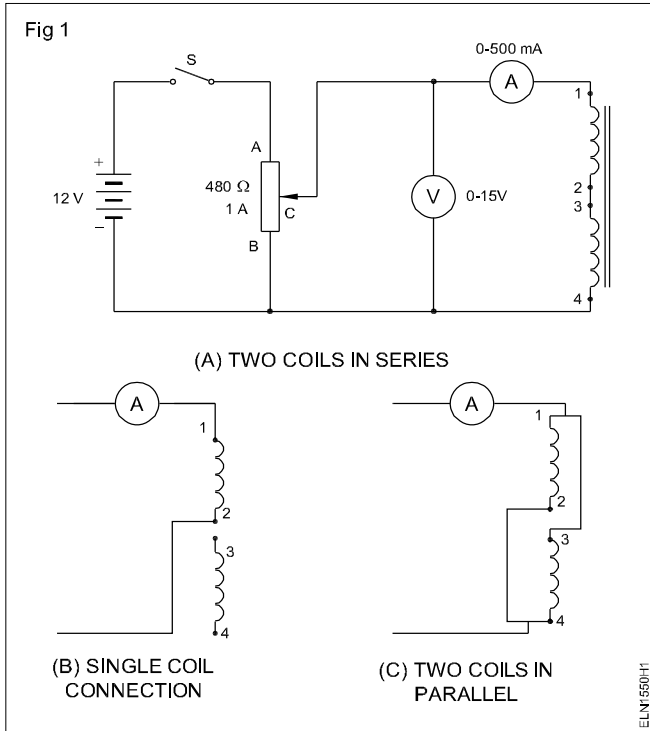 Fig 1
S
0-500 mA
A
1
A
+
480 Ω
1 A
C
12 V
V
0-15V
2
3
–
B
4
(A) TWO COILS IN SERIES
A
1
2
3
4
(B) SINGLE COIL
CONNECTION
A
1
2
3
4
(C) TWO COILS IN
PARALLEL
ELN1550H1